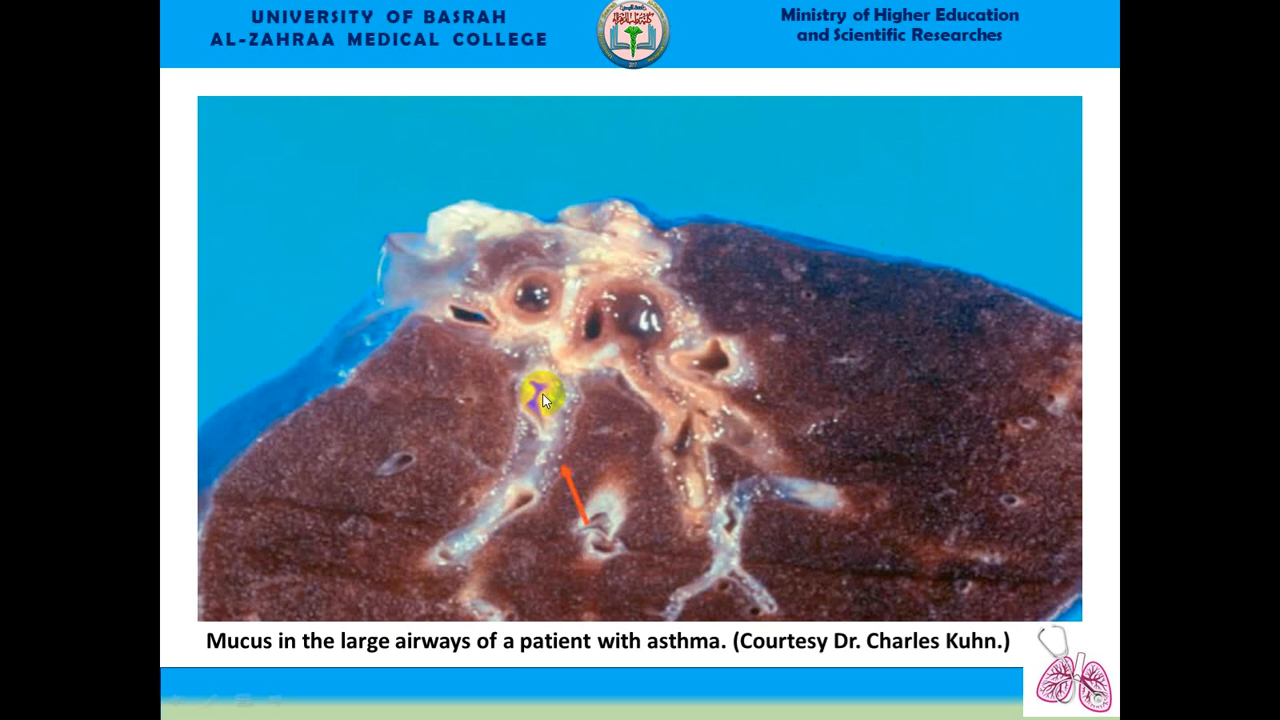 UNIVERSITY OF BASRAH
AL-ZAHRAA MEDICAL COLLEGE
Ministry of Higher Education
and Scientific Researches
2017
Mucus in the large airways of a patient with asthma. (Courtesy Dr. Charles Kuhn.)